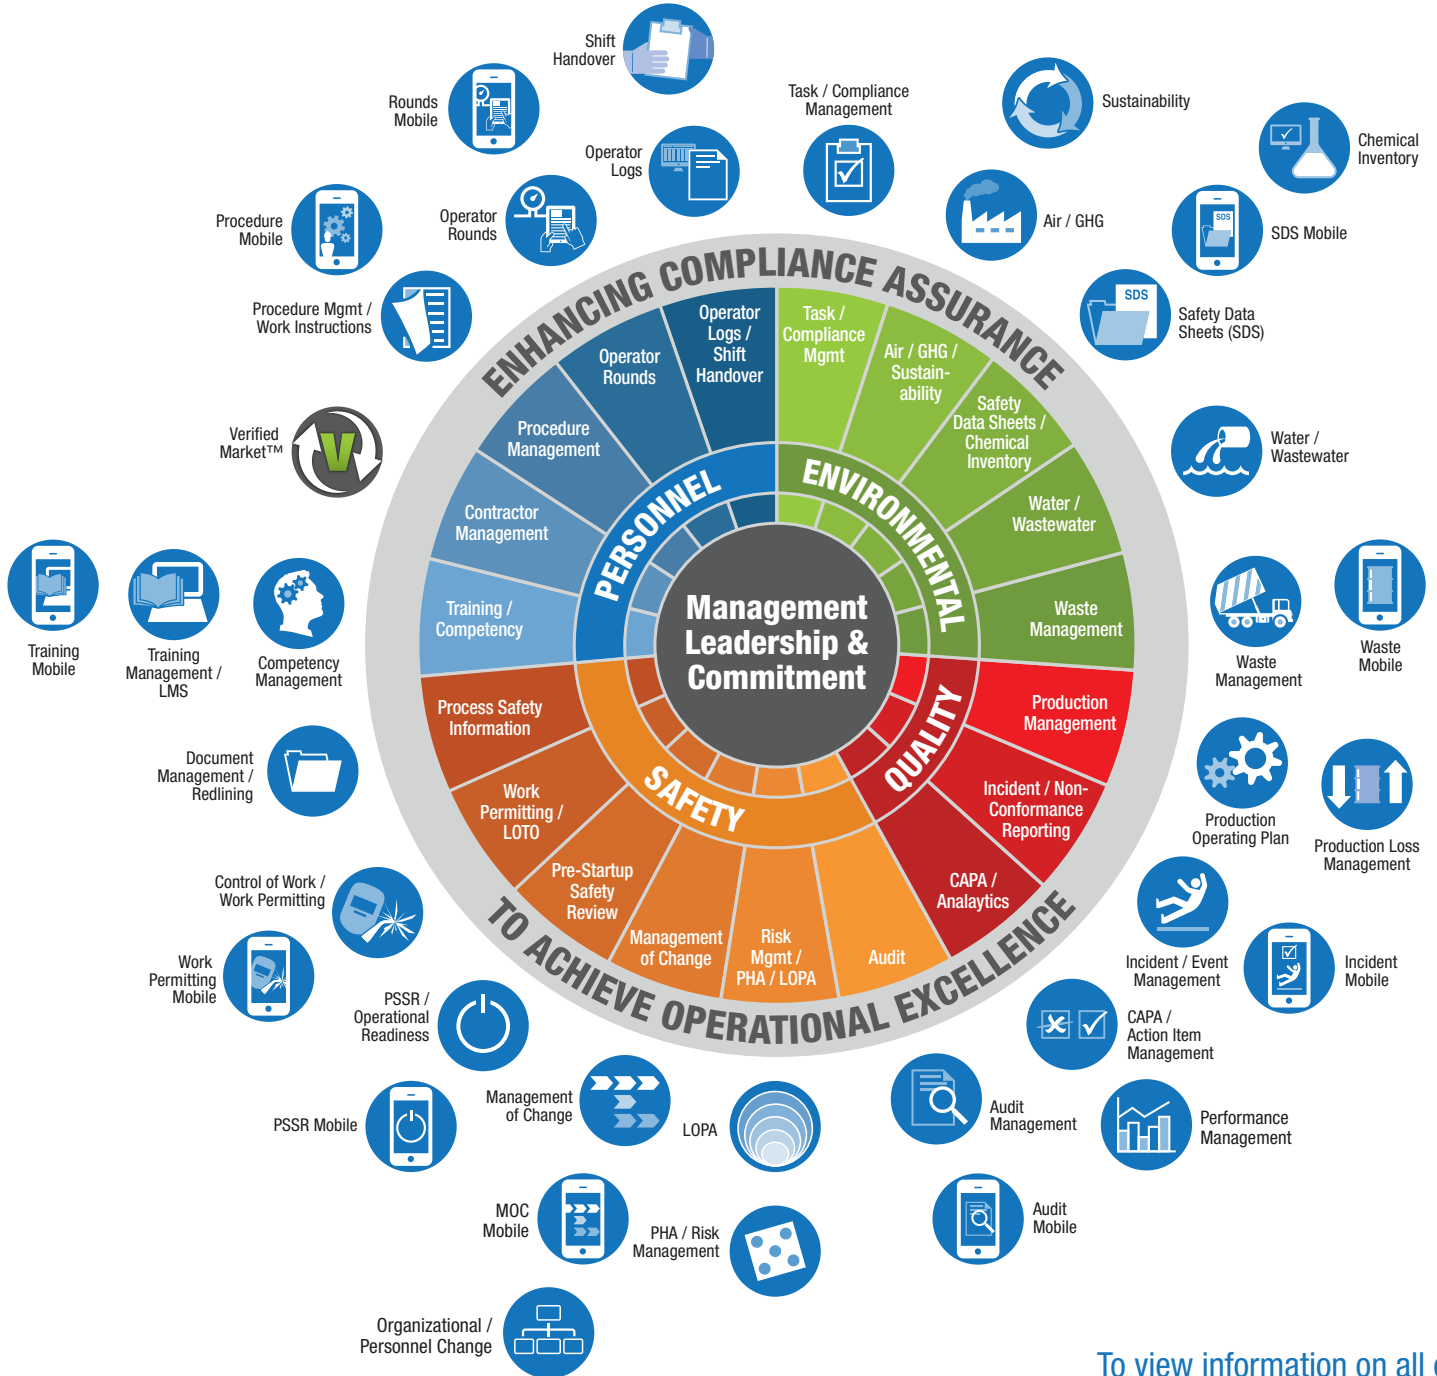 Shift
Handover
Rounds
Mobile
Task / Compliance
Management
Sustainability
Chemical
Inventory
Operator
Logs
Procedure
Mobile
Operator
Rounds
Air / GHG
SDS
SDS Mobile
Procedure Mgmt /
Work Instructions
SDS
Safety Data
Sheets (SDS)
ENHANCING COMPLIANCE ASSURANCE
Operator
Logs /
Shift
Handover
Task /
Compliance
Mgmt
Operator
Rounds
Air / GHG /
Sustain-
ability
Procedure
Management
Safety
Data Sheets /
Chemical
Inventory
Verified
Market™
V
Water /
Wastewater
Contractor
Management
Water /
Wastewater
PERSONNEL
ENVIRONMENTAL
Training /
Competency
Waste
Management
Management
Leadership &
Commitment
Training
Mobile
Training
Management /
LMS
Competency
Management
Waste
Management
Waste
Mobile
Process Safety
Information
Production
Management
Document
Management /
Redlining
Work
Permitting /
LOTO
SAFETY
QUALITY
Incident / Non-
Conformance
Reporting
Production
Operating Plan
Production Loss
Management
Pre-Startup
Safety
Review
CAPA /
Analaytics
Management
of Change
Risk
Mgmt /
PHA / LOPA
Audit
TO ACHIEVE OPERATIONAL EXCELLENCE
Control of Work /
Work Permitting
Work
Permitting
Mobile
Incident / Event
Management
Incident
Mobile
PSSR /
Operational
Readiness
CAPA /
Action Item
Management
Management
of Change
LOPA
Audit
Management
Performance
Management
PSSR Mobile
MOC
Mobile
PHA / Risk
Management
Audit
Mobile
Organizational /
Personnel Change
To view information on all